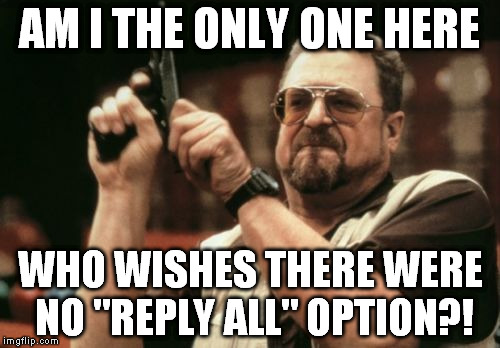 AM I THE ONLY ONE HERE
WHO WISHES THERE WERE
NO "REPLY ALL" OPTION?!
imgflip.com